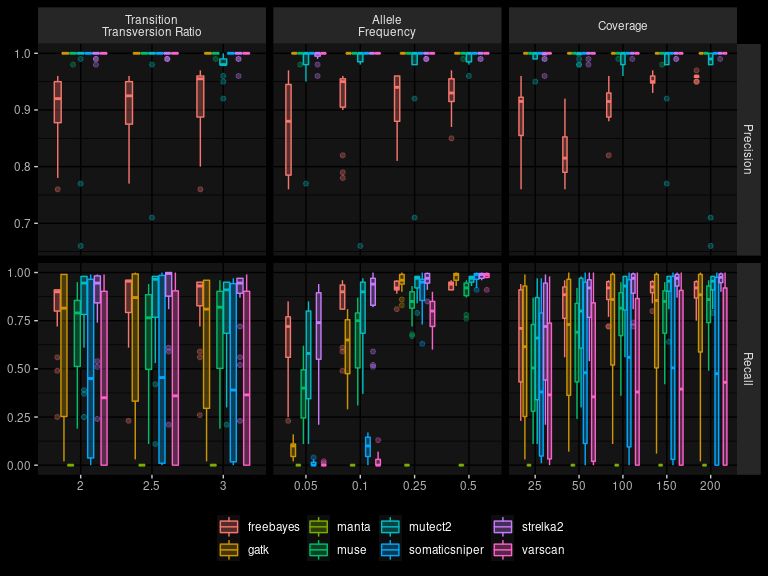 Transition
Transversion Ratio
Allele
Frequency
Coverage
1.0
0.9
0.8
0.7
Precision
1.00
0.75
0.50
0.25
0.00
Recall
2 2.5 3
0.05 0.1 0.25 0.5
25 50 100 150 200
freebayes manta mutect2 strelka2
gatk muse somaticsniper varscan